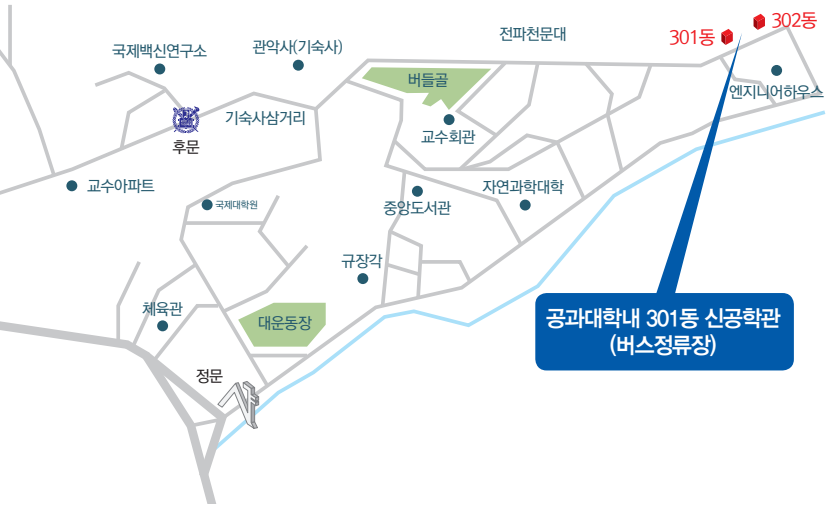 302동
301동
전파천문대
국제백신연구소
관악사(기숙사)
버들골
엔지니어하우스
기숙사삼거리
교수회관
후문
교수아파트
자연과학대학
국제대학원
중앙도서관
규장각
체육관
대운동장
공과대학내 301동 신공학관
(버스정류장)
정문